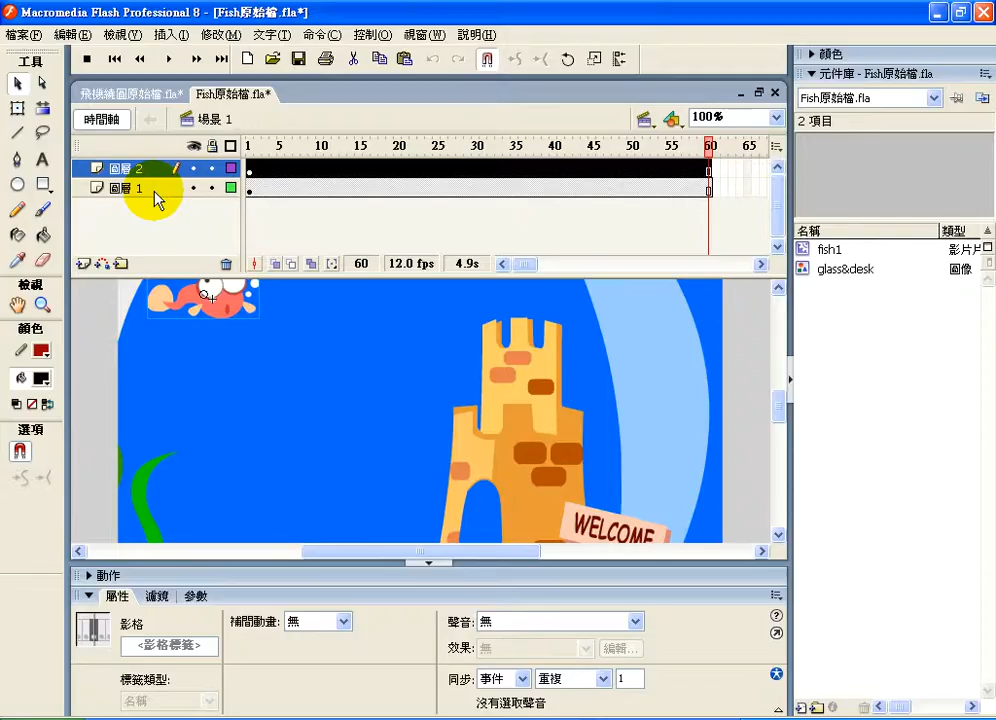 Macromedia Flash Professional 8 - [Fish原始檔.fla*]
檔案(F) 編輯(E) 檢視(V) 插入(I) 修改(M) 文字(T) 命令(C) 控制(O) 視窗(W) 說明(H)
工具
飛機繞圓原始檔.fla* Fish原始檔.fla*
時間軸 場景 1 100%
1 5 10 15 20 25 30 35 40 45 50 55 60 65
圖層 2
圖層 1
60 12.0 fps 4.9s
檢視
顏色
選項
WELCOME
動作
屬性 濾鏡 參數
影格
<影格標籤>
標籤類型:
名稱
補間動畫: 無
聲音: 無
效果: 無 編輯...
同步: 事件 重複 1
沒有選取聲音
顏色
元件庫 - Fish原始檔.fla
Fish原始檔.fla
2 項目
名稱 類型
fish1 影片片
glass&desk 圖像